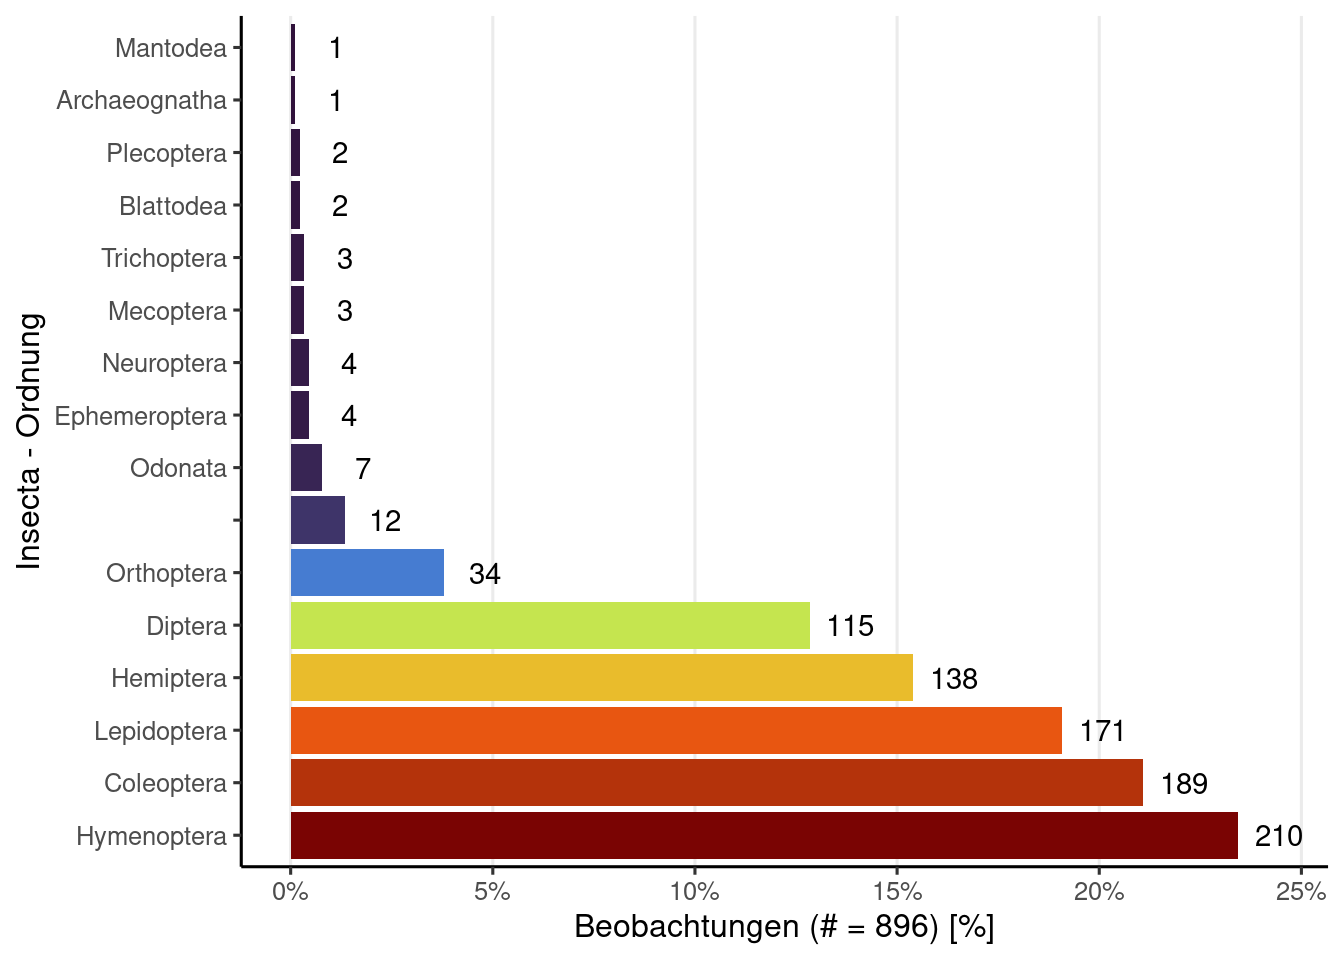 Mantodea 1
Archaeognatha 1
Plecoptera 2
Blattodea 2
Trichoptera 3
Mecoptera 3
Neuroptera 4
Ephemeroptera 4
Odonata 7
12
Orthoptera 34
Diptera 115
Hemiptera 138
Lepidoptera 171
Coleoptera 189
Hymenoptera 210
0% 5% 10% 15% 20% 25%
Beobachtungen (# = 896) [%]
Insecta - Ordnung